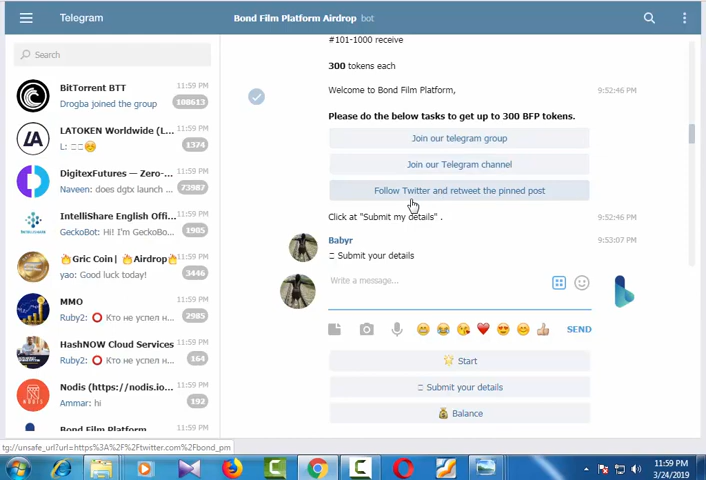 Telegram
Bond Film Platform Airdrop bot
Search
BitTorrent BTT 11:59 PM
Drogba joined the group 108613
LATOKEN Worldwide (L... 11:59 PM
L: 1374
DigitexFutures — Zero-... 11:59 PM
Naveen: does dgtx launch ... 73987
IntelliShare English Offi... 11:59 PM
GeckoBot: Hi! I'm GeckoBo... 1905
Gric Coin| Airdrop 11:59 PM
yao: Good luck today! 3446
MMO 11:59 PM
Ruby2: Кто не успел н... 2985
HashNOW Cloud Services 11:59 PM
Ruby2: Кто не успел н... 164
Nodis (https://nodis.io... 11:59 PM
Ammar: hi 192
Bond Film Platform 11:59 PM
#101-1000 receive
300 tokens each
Welcome to Bond Film Platform, 9:52:46 PM
Please do the below tasks to get up to 300 BFP tokens.
Join our telegram group
Join our Telegram channel
Follow Twitter and retweet the pinned post
Click at "Submit my details" . 9:52:46 PM
Babyr 9:53:07 PM
Submit your details
Write a message...
SEND
Start
Submit your details
Balance
tg://unsafe_url?url=https%3A%2F%2Ftwitter.com%2Fbond_pm
11:59 PM
3/24/2019